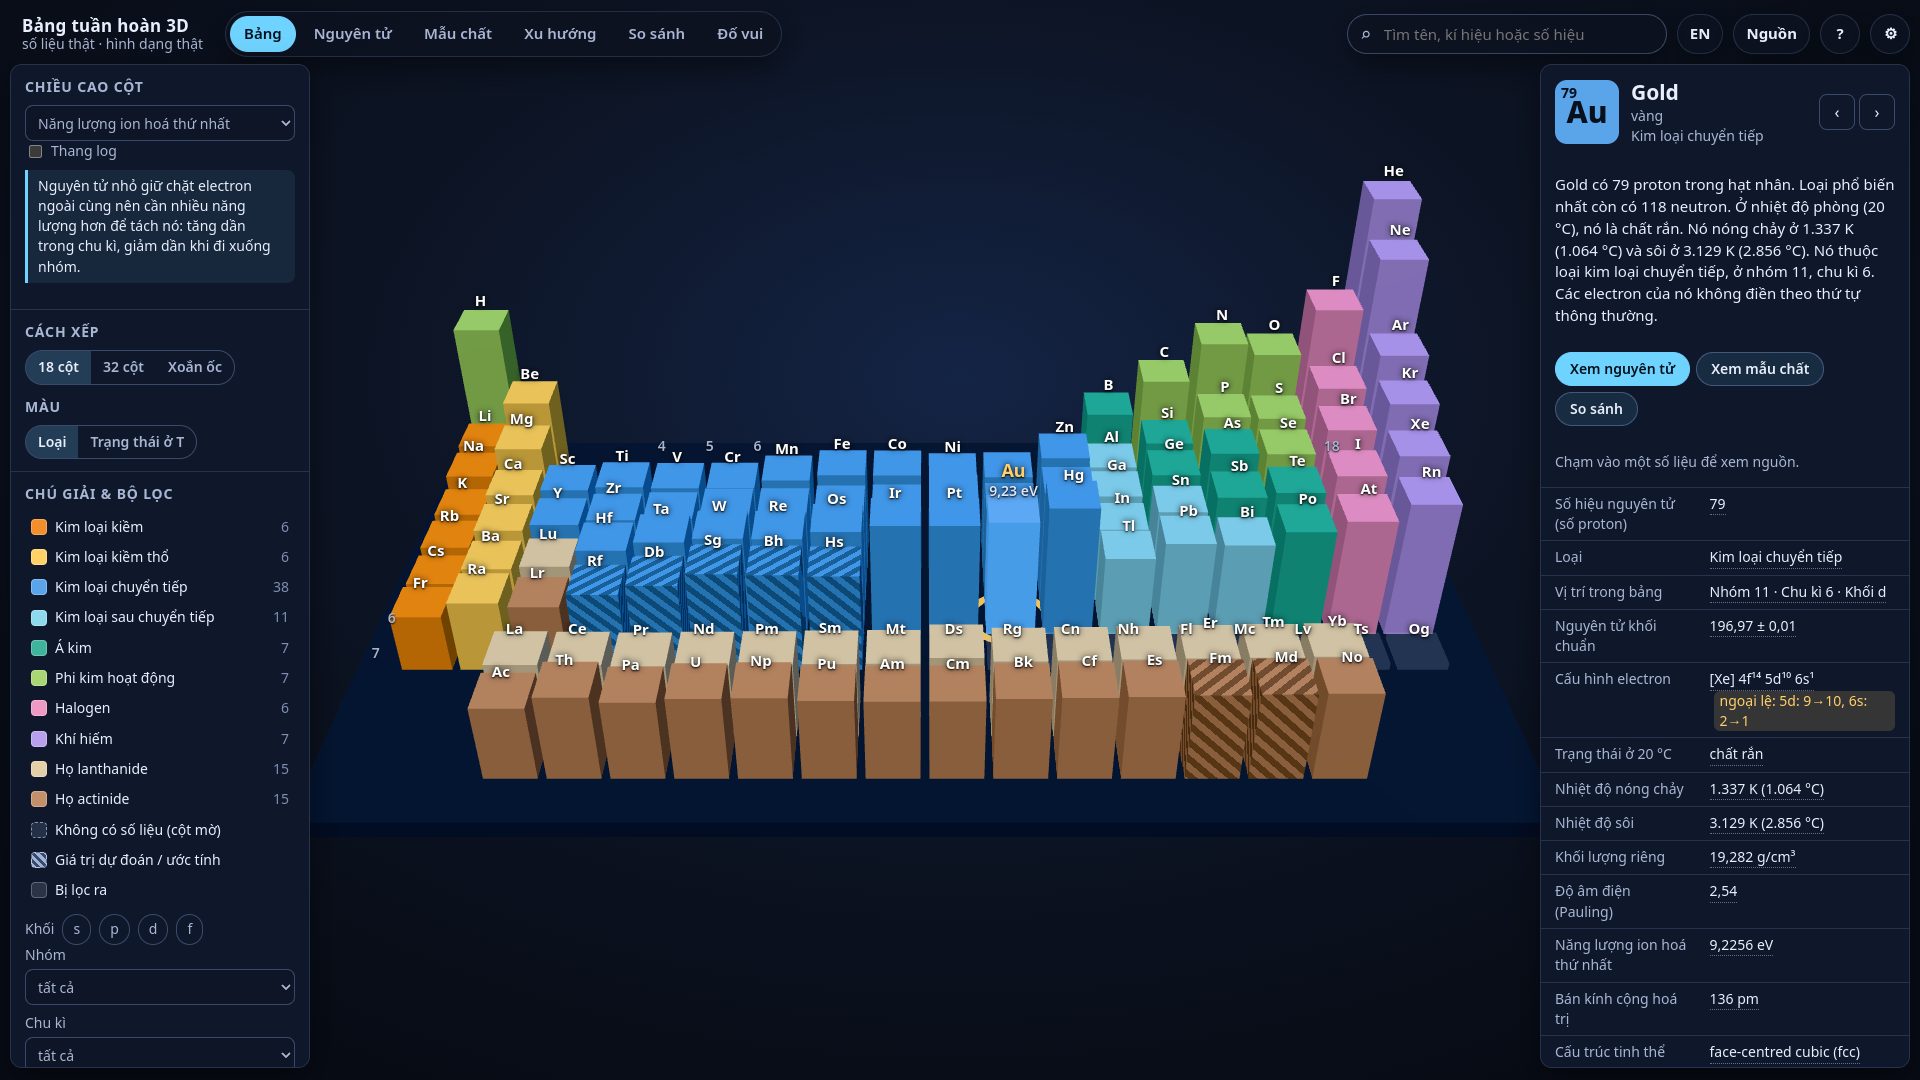 Bảng tuần hoàn 3D
số liệu thật · hình dạng thật
Bảng
Nguyên tử
Mẫu chất
Xu hướng
So sánh
Đố vui
Tìm tên, kí hiệu hoặc số hiệu
EN
Nguồn
?
CHIỀU CAO CỘT
Năng lượng ion hoá thứ nhất
Thang log
Nguyên tử nhỏ giữ chặt electron
ngoài cùng nên cần nhiều năng
lượng hơn để tách nó: tăng dần
trong chu kì, giảm dần khi đi xuống
nhóm.
CÁCH XẾP
18 cột
32 cột
Xoắn ốc
MÀU
Loại
Trạng thái ở T
CHÚ GIẢI & BỘ LỌC
Kim loại kiềm 6
Kim loại kiềm thổ 6
Kim loại chuyển tiếp 38
Kim loại sau chuyển tiếp 11
Á kim 7
Phi kim hoạt động 7
Halogen 6
Khí hiếm 7
Họ lanthanide 15
Họ actinide 15
Không có số liệu (cột mờ)
Giá trị dự đoán / ước tính
Bị lọc ra
Khối s p d f
Nhóm
tất cả
Chu kì
tất cả
He
Ne
H
F
N
O
Ar
C
Cl
Kr
Be
B
P
S
Br
Li
Mg
Si
As
Se
Xe
Na
Zn
Al
Ge
I
18
4
5
6
Sc
Ti
V
Cr
Mn
Fe
Co
Ni
Au
9,23 eV
Ca
Ga
Sb
Te
Rn
K
Y
Zr
Hg
Sn
At
Sr
Ta
W
Re
Os
Ir
Pt
In
Po
Rb
Hf
Pb
Bi
Tl
Ba
Lu
Cs
Rf
Db
Sg
Bh
Hs
Ra
Lr
Fr
6
7
La
Ce
Pr
Nd
Pm
Sm
Mt
Ds
Rg
Cn
Nh
Fl
Er
Mc
Tm
Lv
Yb
Ts
Og
Ac
Th
Pa
U
Np
Pu
Am
Cm
Bk
Cf
Es
Fm
Md
No
79
Au
Gold
vàng
Kim loại chuyển tiếp
‹
›
Gold có 79 proton trong hạt nhân. Loại phổ biến
nhất còn có 118 neutron. Ở nhiệt độ phòng (20
°C), nó là chất rắn. Nó nóng chảy ở 1.337 K
(1.064 °C) và sôi ở 3.129 K (2.856 °C). Nó thuộc
loại kim loại chuyển tiếp, ở nhóm 11, chu kì 6.
Các electron của nó không điền theo thứ tự
thông thường.
Xem nguyên tử
Xem mẫu chất
So sánh
Chạm vào một số liệu để xem nguồn.
Số hiệu nguyên tử
(số proton)
79
Loại
Kim loại chuyển tiếp
Vị trí trong bảng
Nhóm 11 · Chu kì 6 · Khối d
Nguyên tử khối
chuẩn
196,97 ± 0,01
Cấu hình electron
[Xe] 4f¹⁴ 5d¹⁰ 6s¹
ngoại lệ: 5d: 9→10, 6s:
2→1
Trạng thái ở 20 °C
chất rắn
Nhiệt độ nóng chảy
1.337 K (1.064 °C)
Nhiệt độ sôi
3.129 K (2.856 °C)
Khối lượng riêng
19,282 g/cm³
Độ âm điện
(Pauling)
2,54
Năng lượng ion hoá
thứ nhất
9,2256 eV
Bán kính cộng hoá
trị
136 pm
Cấu trúc tinh thể
face-centred cubic (fcc)